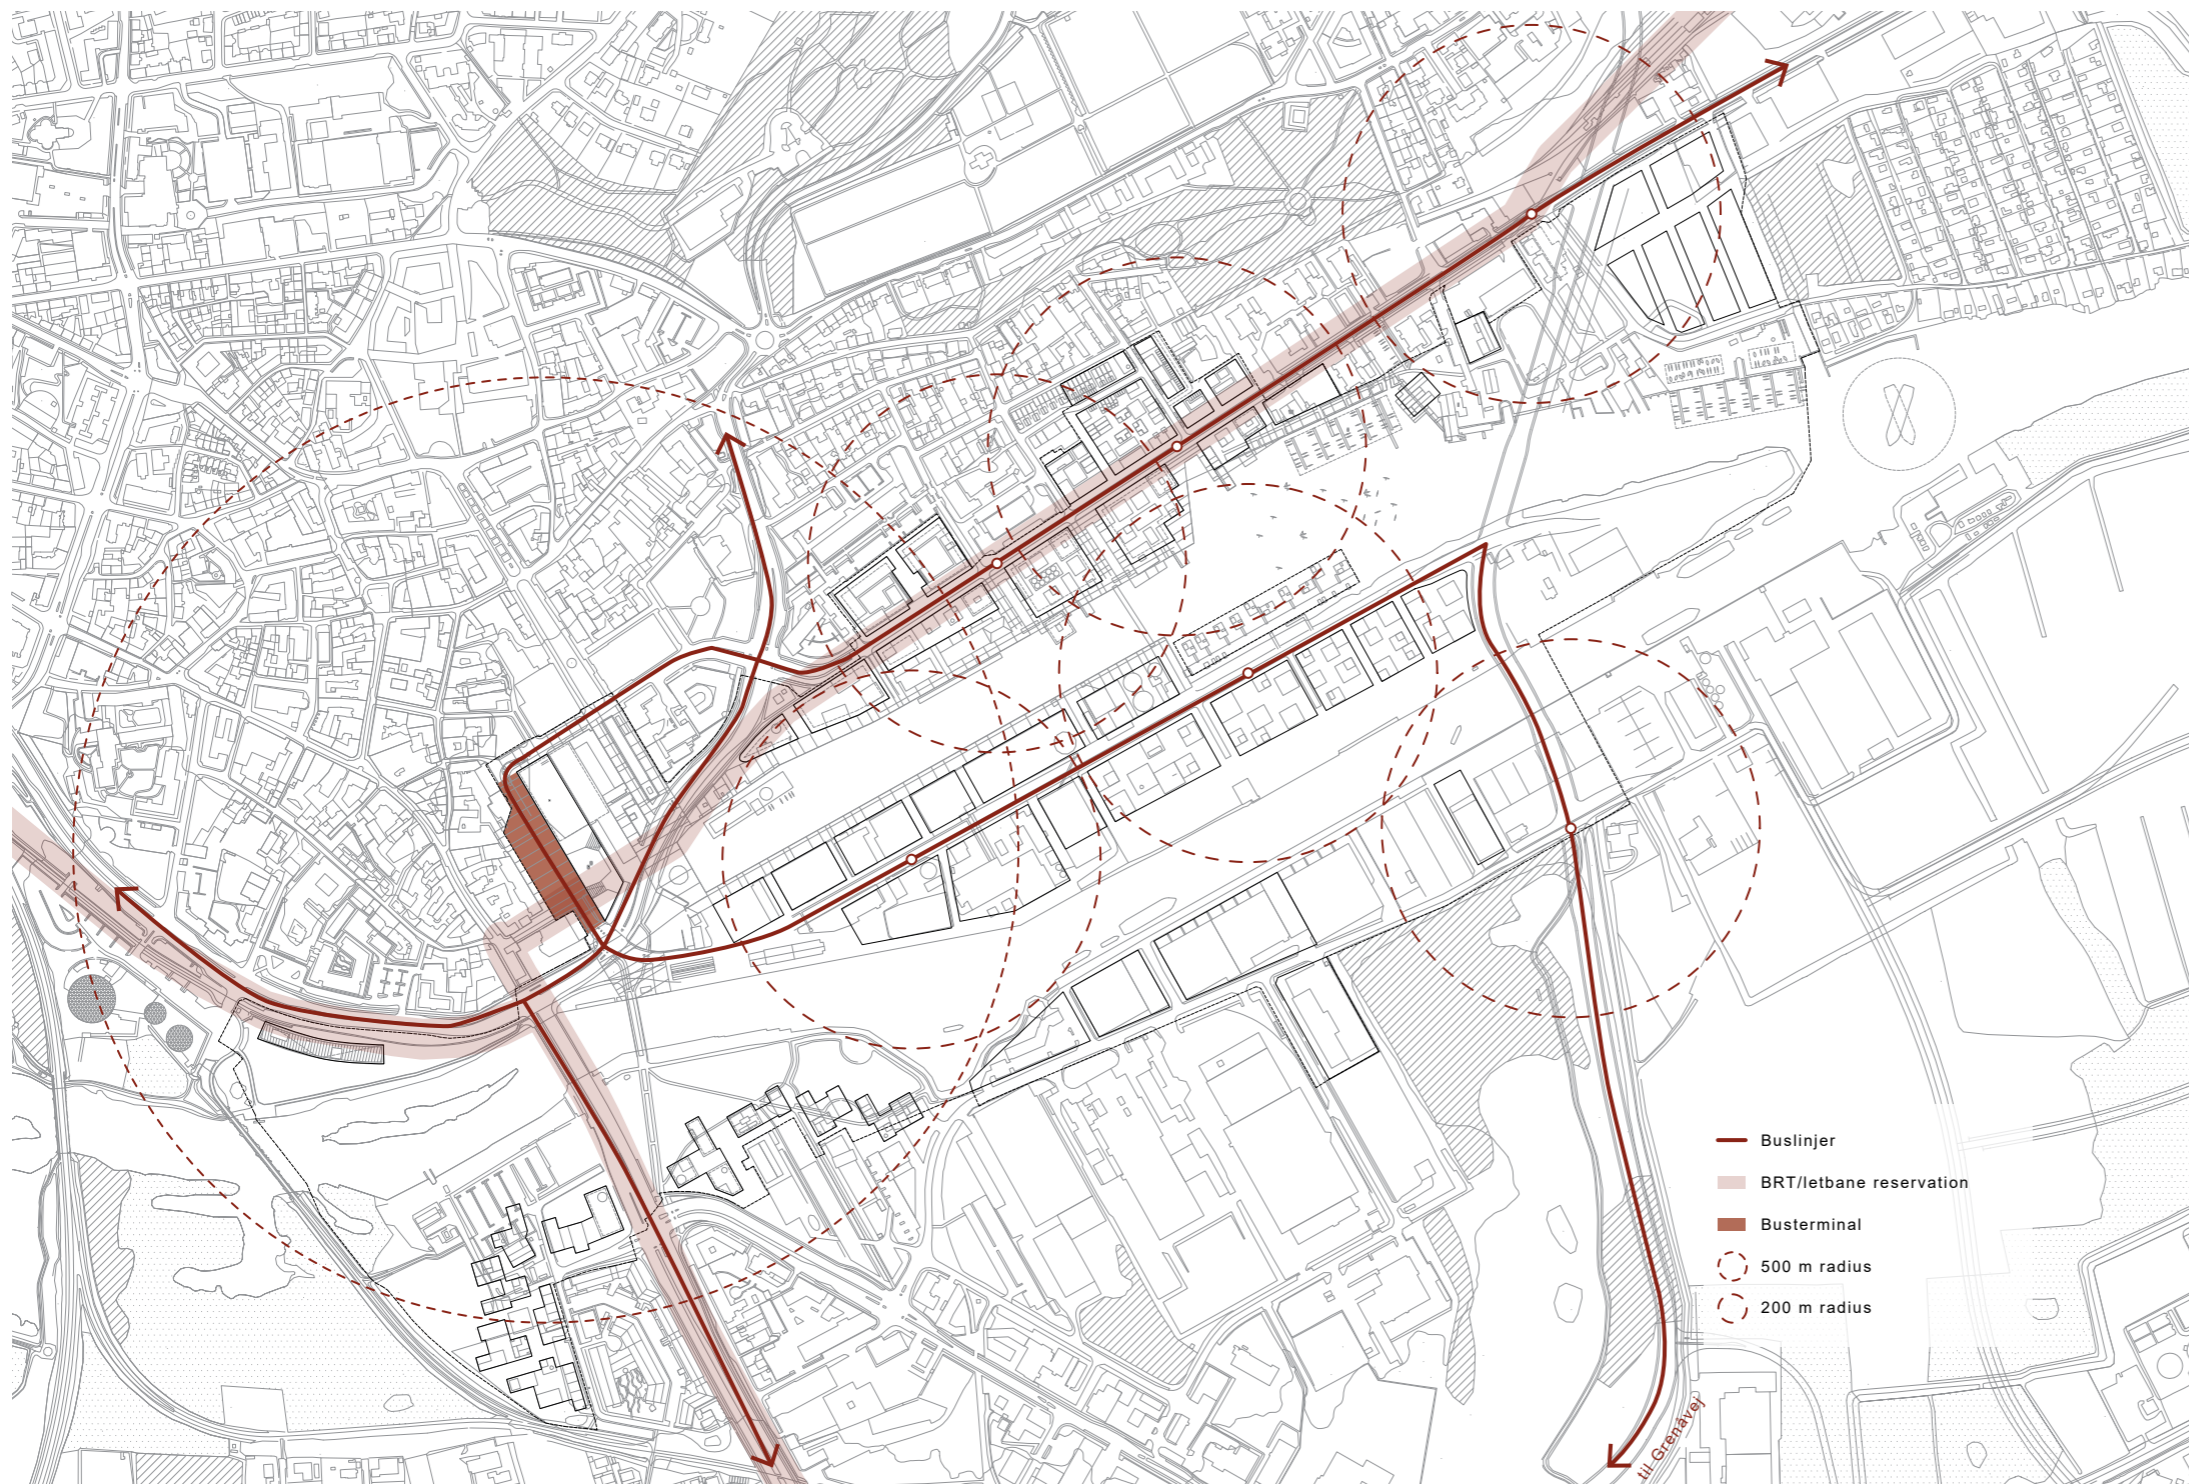 Buslinjer
BRT/letbane reservation
Busterminal
500 m radius
200 m radius
til Grenåvej